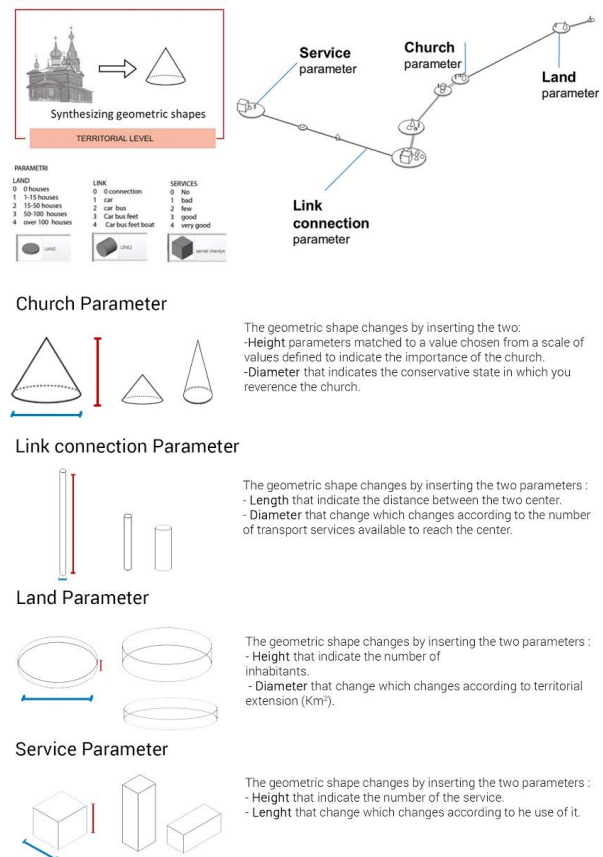 Synthesizing geometric shapes
TERRITORIAL LEVEL
Service
parameter
Church
parameter
Land
parameter
Link
connection
parameter
PARAMETRI
LAND
0 0 houses
1 1-15 houses
2 15-50 houses
3 50-100 houses
4 over 100 houses
LINK
0 0 connection
1 car
2 car bus
3 Car bus feet
4 Car bus feet boat
SERVICES
0 No
1 bad
2 few
3 good
4 very good
LAND
LINK2
servizi cherdyn
Church Parameter
The geometric shape changes by inserting the two:
-Height parameters matched to a value chosen from a scale of
values defined to indicate the importance of the church.
-Diameter that indicates the conservative state in which you
reverence the church.
Link connection Parameter
The geometric shape changes by inserting the two parameters :
- Length that indicate the distance between the two center.
- Diameter that change which changes according to the number
of transport services available to reach the center.
Land Parameter
The geometric shape changes by inserting the two parameters :
- Height that indicate the number of
inhabitants.
- Diameter that change which changes according to territorial
extension (Km²).
Service Parameter
The geometric shape changes by inserting the two parameters :
- Height that indicate the number of the service.
- Lenght that change which changes according to he use of it.